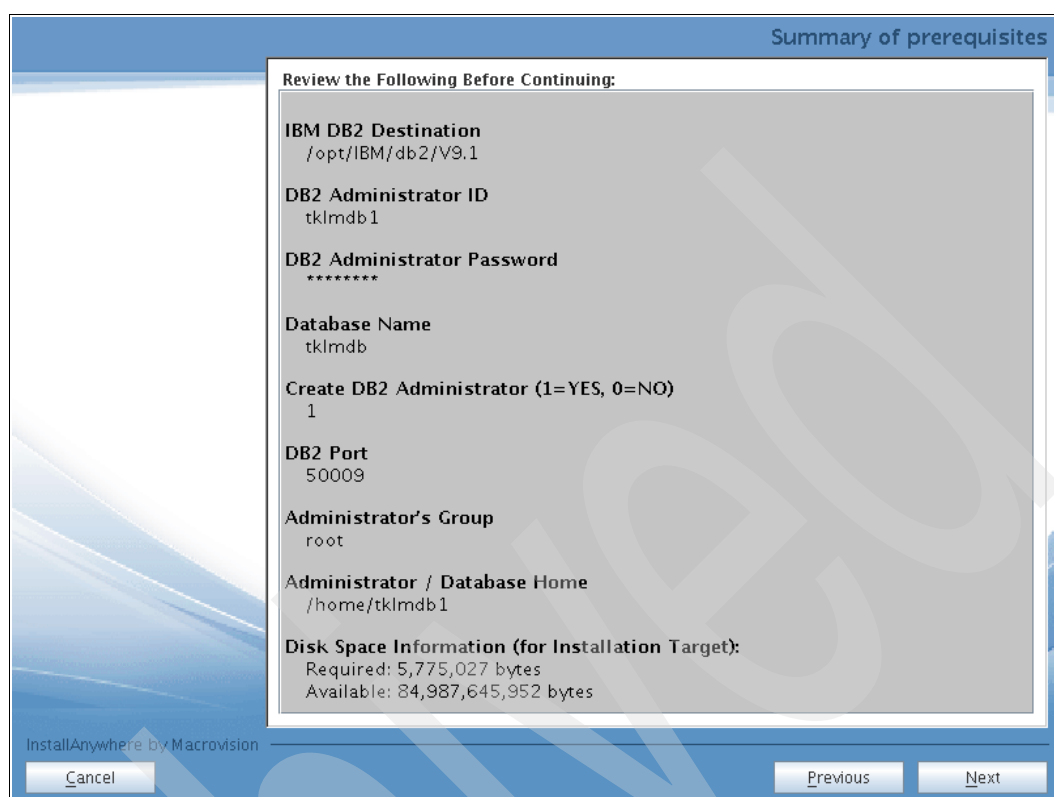 Summary of prerequisites
Review the Following Before Continuing:
IBM DB2 Destination
/opt/IBM/db2/V9.1
DB2 Administrator ID
tklmdb1
DB2 Administrator Password
********
Database Name
tklmdb
Create DB2 Administrator (1=YES, 0=NO)
1
DB2 Port
50009
Administrator's Group
root
Administrator / Database Home
/home/tklmdb1
Disk Space Information (for Installation Target):
Required: 5,775,027 bytes
Available: 84,987,645,952 bytes
InstallAnywhere by Macrovision
Cancel
Previous
Next